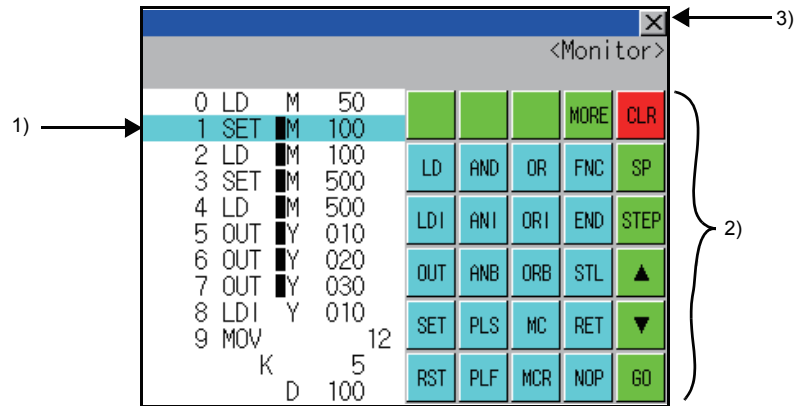 3)
<Monitor>
1)
0 LD M 50
1 SET M 100
2 LD M 100
3 SET M 500
4 LD M 500
5 OUT Y 010
6 OUT Y 020
7 OUT Y 030
8 LDI Y 010
9 MOV 12
K 5
D 100
MORE CLR
LD AND OR FNC SP
LDI ANI ORI END STEP
OUT ANB ORB STL ▲
SET PLS MC RET ▼
RST PLF MCR NOP GO
2)